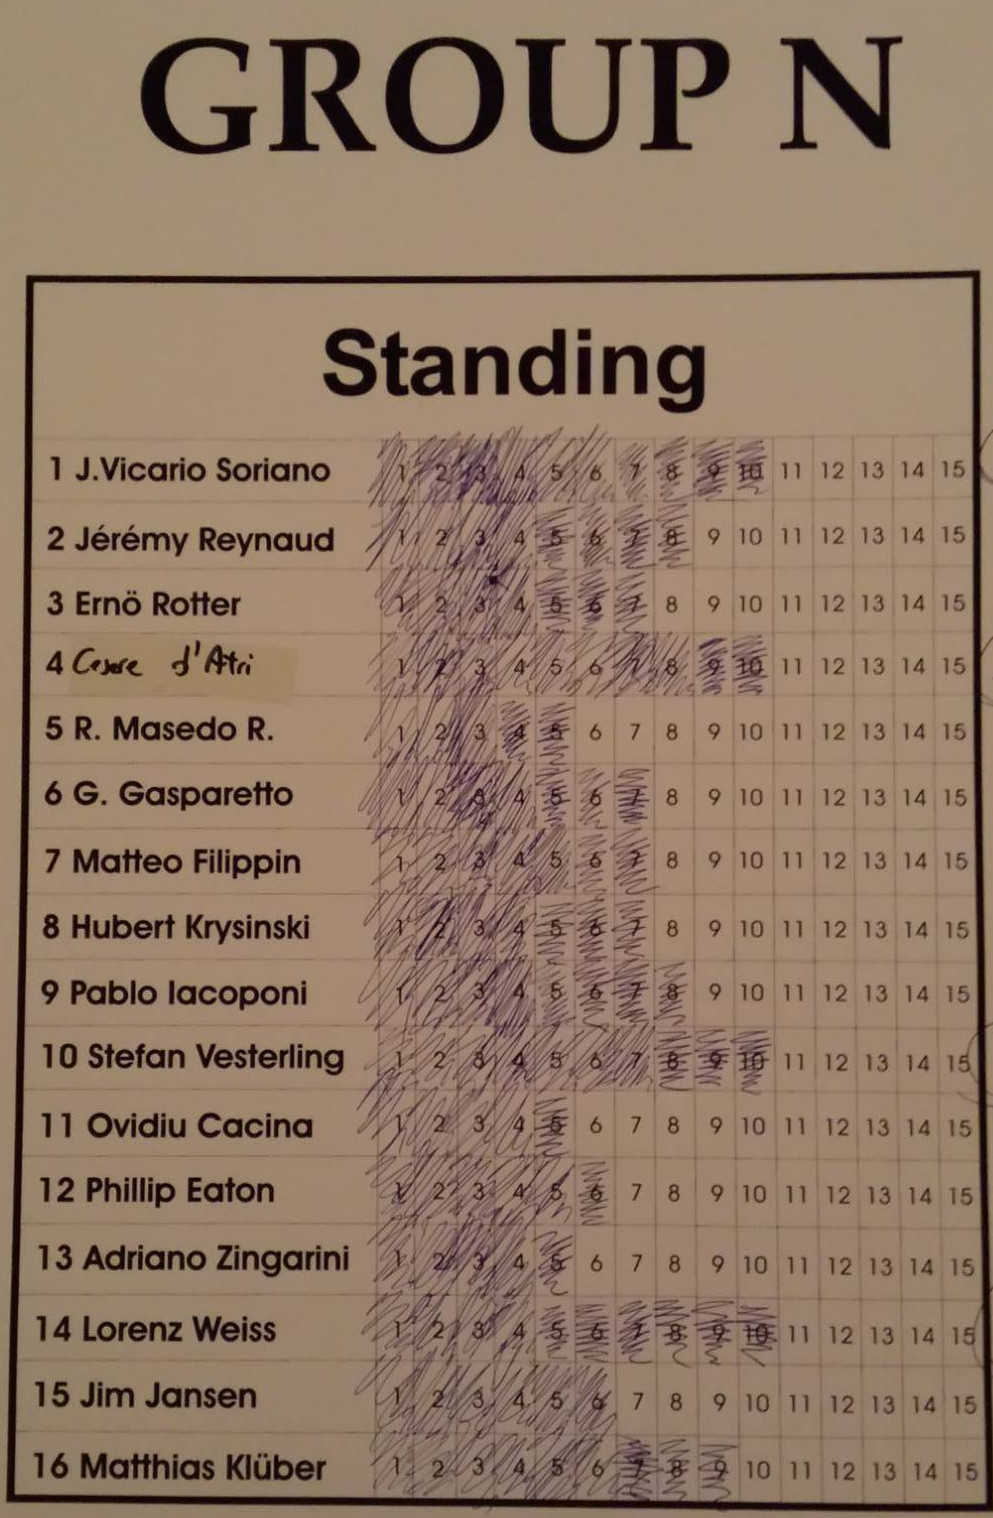 GROUP N
Standing
1 J.Vicario Soriano 1 2 3 4 5 6 7 8 9 10 11 12 13 14 15
2 Jérémy Reynaud 1 2 3 4 5 6 7 8 9 10 11 12 13 14 15
3 Ernö Rotter 1 2 3 4 5 6 7 8 9 10 11 12 13 14 15
4 Cesare d'Atri 1 2 3 4 5 6 7 8 9 10 11 12 13 14 15
5 R. Masedo R. 1 2 3 4 5 6 7 8 9 10 11 12 13 14 15
6 G. Gasparetto 1 2 3 4 5 6 7 8 9 10 11 12 13 14 15
7 Matteo Filippin 1 2 3 4 5 6 7 8 9 10 11 12 13 14 15
8 Hubert Krysinski 1 2 3 4 5 6 7 8 9 10 11 12 13 14 15
9 Pablo Iacoponi 1 2 3 4 5 6 7 8 9 10 11 12 13 14 15
10 Stefan Vesterling 1 2 3 4 5 6 7 8 9 10 11 12 13 14 15
11 Ovidiu Cacina 1 2 3 4 5 6 7 8 9 10 11 12 13 14 15
12 Phillip Eaton 1 2 3 4 5 6 7 8 9 10 11 12 13 14 15
13 Adriano Zingarini 1 2 3 4 5 6 7 8 9 10 11 12 13 14 15
14 Lorenz Weiss 1 2 3 4 5 6 7 8 9 10 11 12 13 14 15
15 Jim Jansen 1 2 3 4 5 6 7 8 9 10 11 12 13 14 15
16 Matthias Klüber 1 2 3 4 5 6 7 8 9 10 11 12 13 14 15